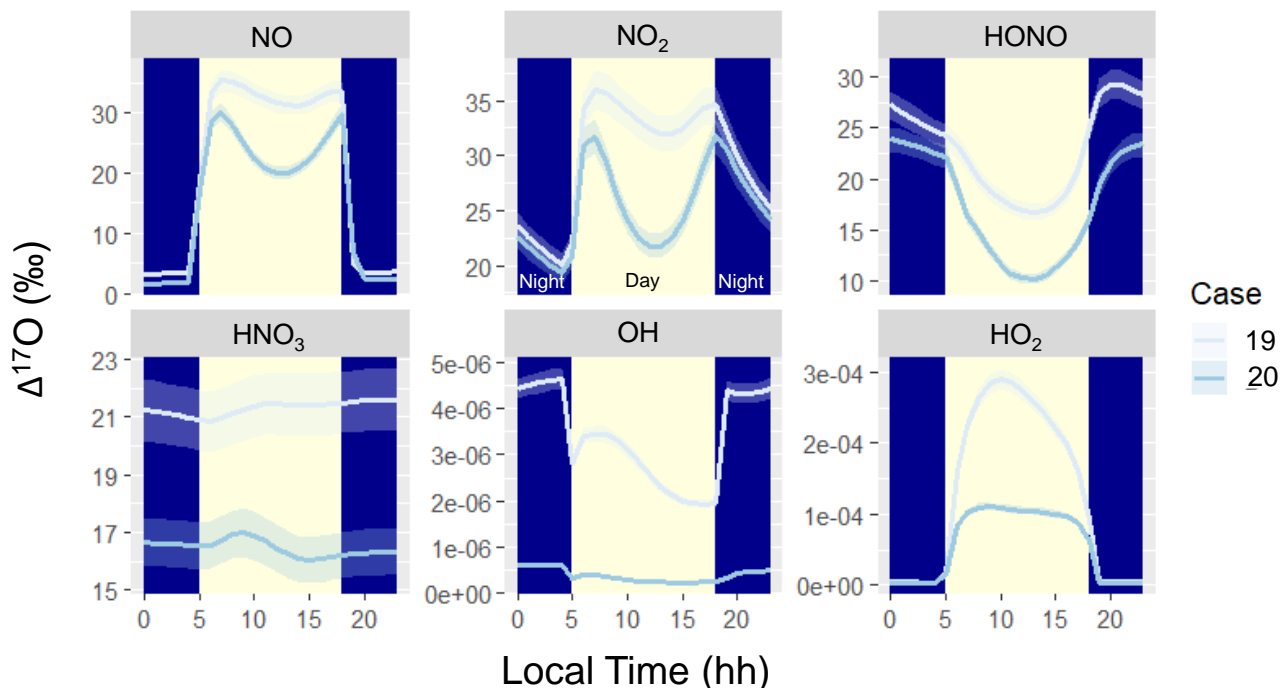 NO NO₂ HONO
30
20
10
0
35
30
25
20
Night Day Night
30
25
20
15
10
Δ¹⁷O (‰)
HNO₃ OH HO₂
23
21
19
17
15
0 5 10 15 20
5e-06
4e-06
3e-06
2e-06
1e-06
0e+00
0 5 10 15 20
3e-04
2e-04
1e-04
0e+00
0 5 10 15 20
Local Time (hh)
Case
19
20